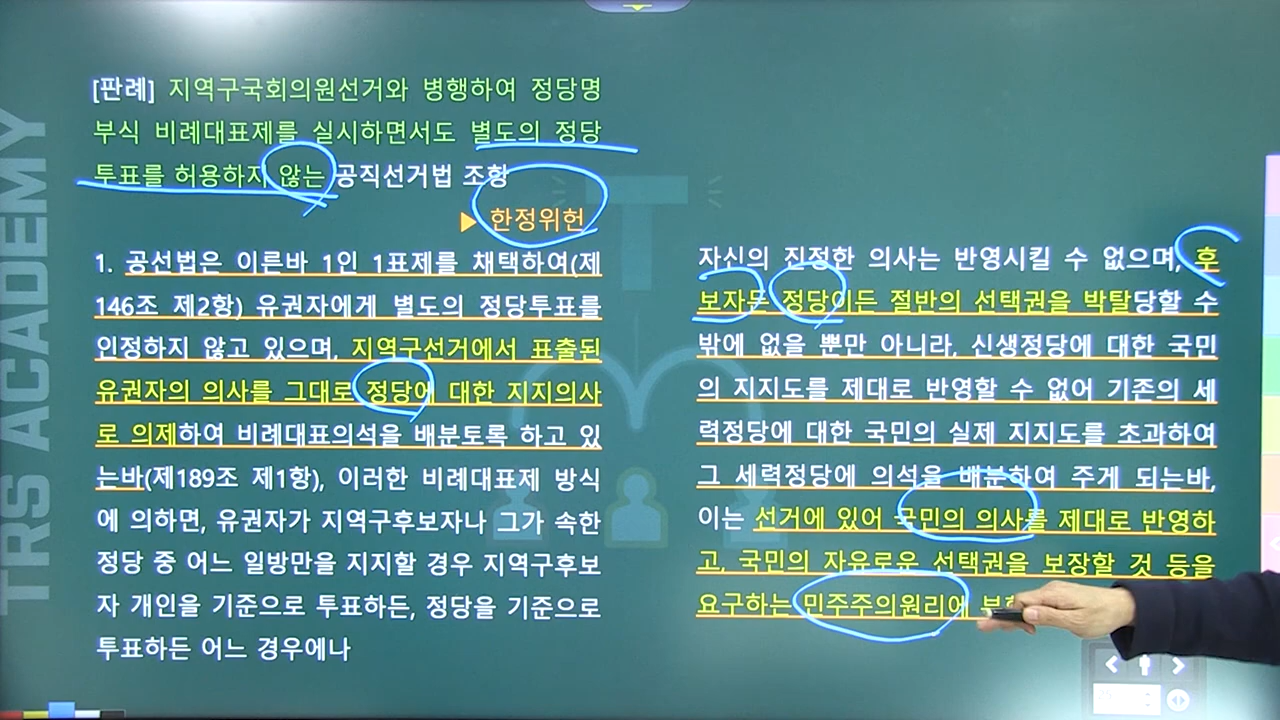 [판례] 지역구국회의원선거와 병행하여 정당명
부식 비례대표제를 실시하면서도 별도의 정당
투표를 허용하지 않는 공직선거법 조항
▶ 한정위헌
1. 공선법은 이른바 1인 1표제를 채택하여(제
146조 제2항) 유권자에게 별도의 정당투표를
인정하지 않고 있으며, 지역구선거에서 표출된
유권자의 의사를 그대로 정당에 대한 지지의사
로 의제하여 비례대표의석을 배분토록 하고 있
는바(제189조 제1항), 이러한 비례대표제 방식
에 의하면, 유권자가 지역구후보자나 그가 속한
정당 중 어느 일방만을 지지할 경우 지역구후보
자 개인을 기준으로 투표하든, 정당을 기준으로
투표하든 어느 경우에나
자신의 진정한 의사는 반영시킬 수 없으며, 후
보자든 정당이든 절반의 선택권을 박탈당할 수
밖에 없을 뿐만 아니라, 신생정당에 대한 국민
의 지지도를 제대로 반영할 수 없어 기존의 세
력정당에 대한 국민의 실제 지지도를 초과하여
그 세력정당에 의석을 배분하여 주게 되는바,
이는 선거에 있어 국민의 의사를 제대로 반영하
고, 국민의 자유로운 선택권을 보장할 것 등을
요구하는 민주주의원리에
TRS ACADEMY